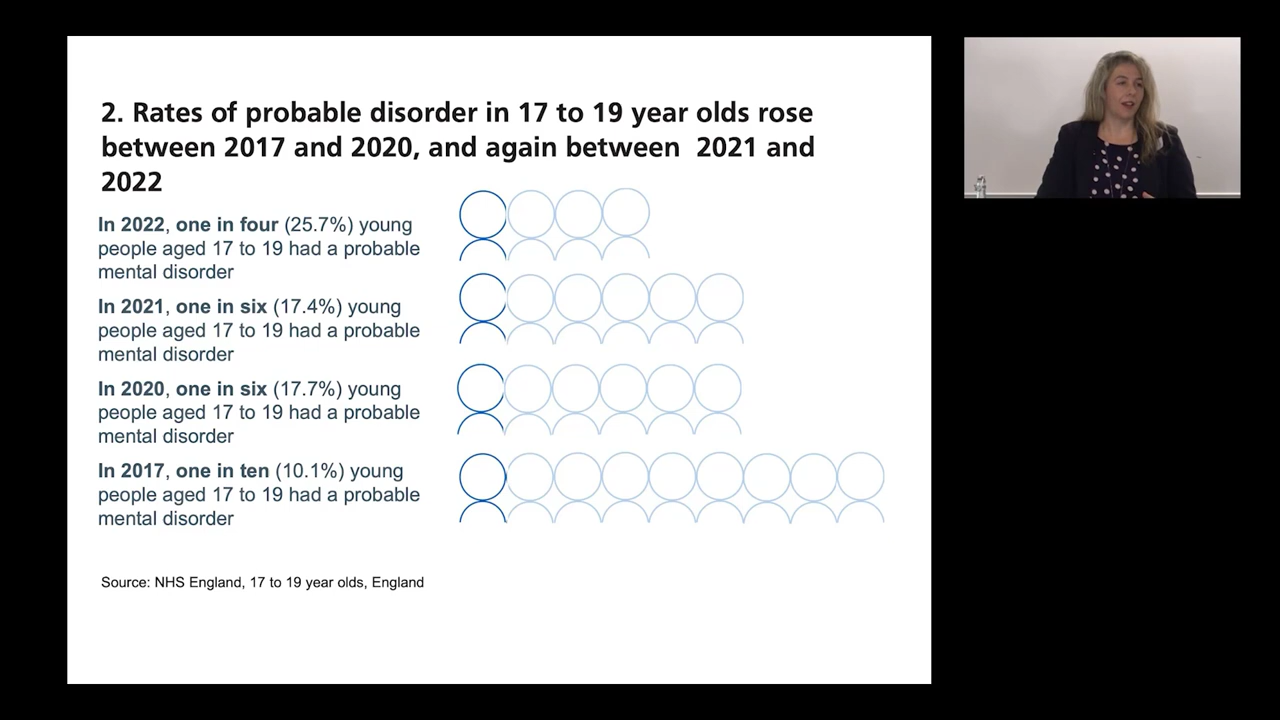 2. Rates of probable disorder in 17 to 19 year olds rose
between 2017 and 2020, and again between 2021 and
2022
In 2022, one in four (25.7%) young
people aged 17 to 19 had a probable
mental disorder
In 2021, one in six (17.4%) young
people aged 17 to 19 had a probable
mental disorder
In 2020, one in six (17.7%) young
people aged 17 to 19 had a probable
mental disorder
In 2017, one in ten (10.1%) young
people aged 17 to 19 had a probable
mental disorder
Source: NHS England, 17 to 19 year olds, England